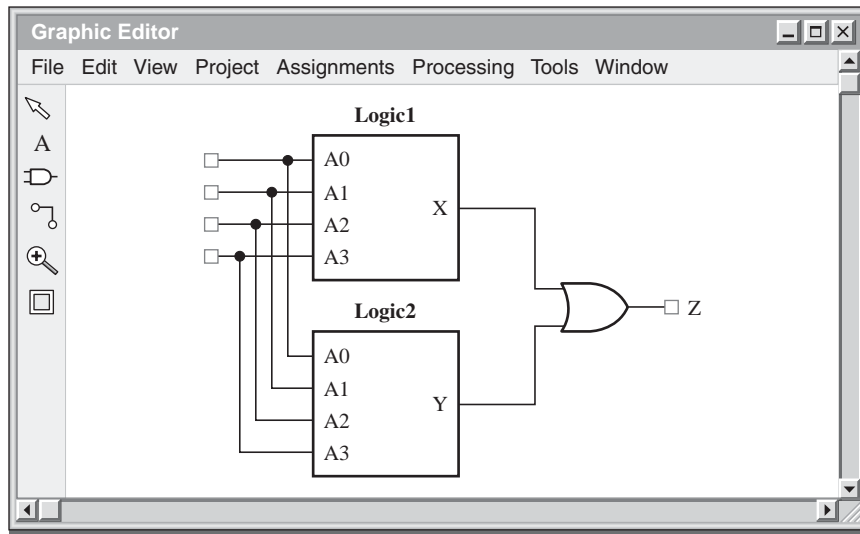 Graphic Editor
File Edit View Project Assignments Processing Tools Window
A
Logic1
A0
A1
A2
A3
X
Logic2
A0
A1
A2
A3
Y
Z